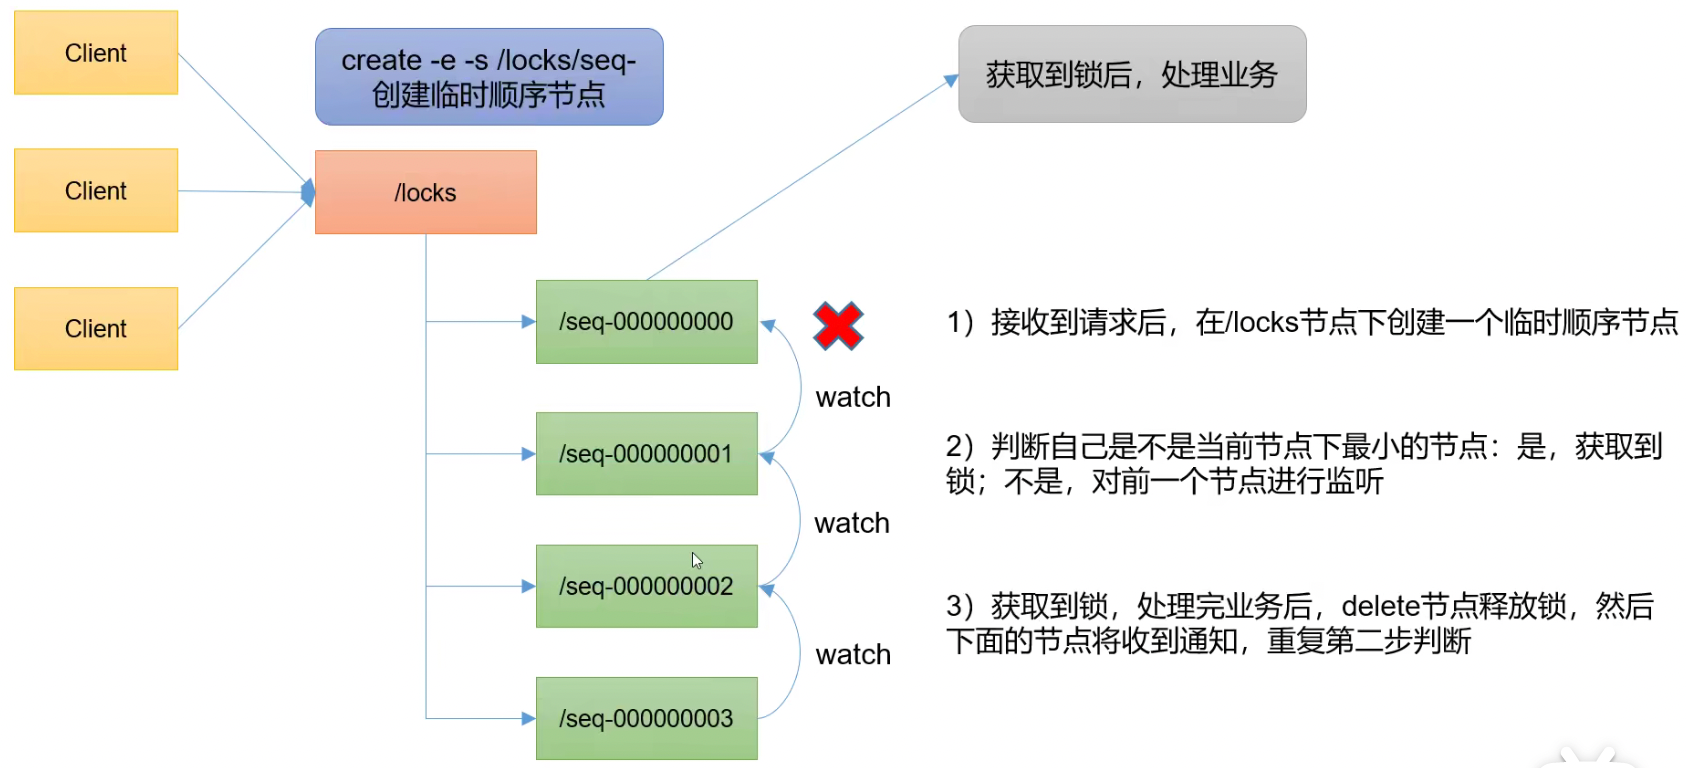 Client
create -e -s /locks/seq-
创建临时顺序节点
获取到锁后，处理业务
Client
/locks
Client
/seq-000000000
1）接收到请求后，在/locks节点下创建一个临时顺序节点
watch
/seq-000000001
2）判断自己是不是当前节点下最小的节点：是，获取到
锁；不是，对前一个节点进行监听
watch
/seq-000000002
3）获取到锁，处理完业务后，delete节点释放锁，然后
下面的节点将收到通知，重复第二步判断
watch
/seq-000000003